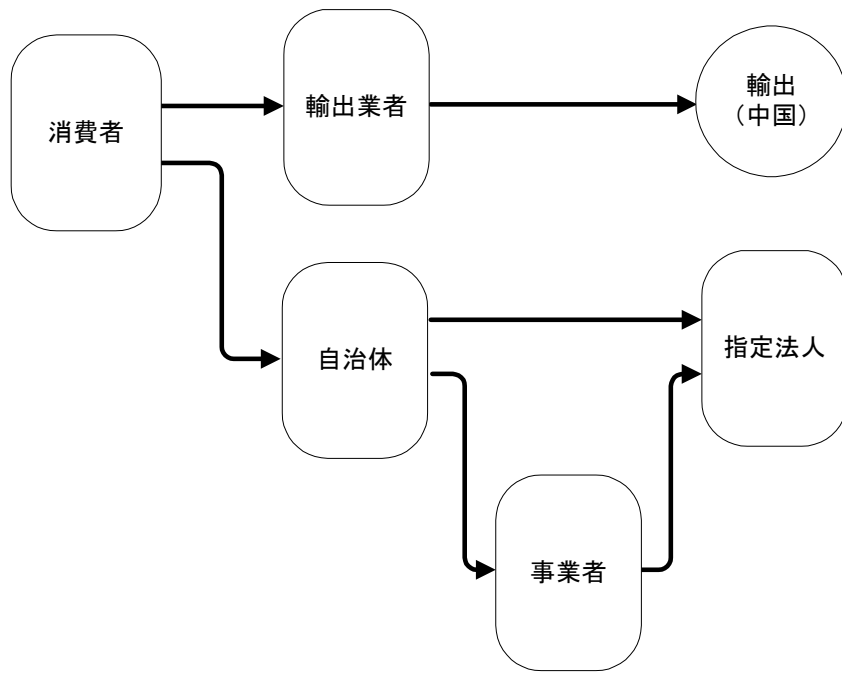 消費者
輸出業者
輸出
（中国）
自治体
指定法人
事業者